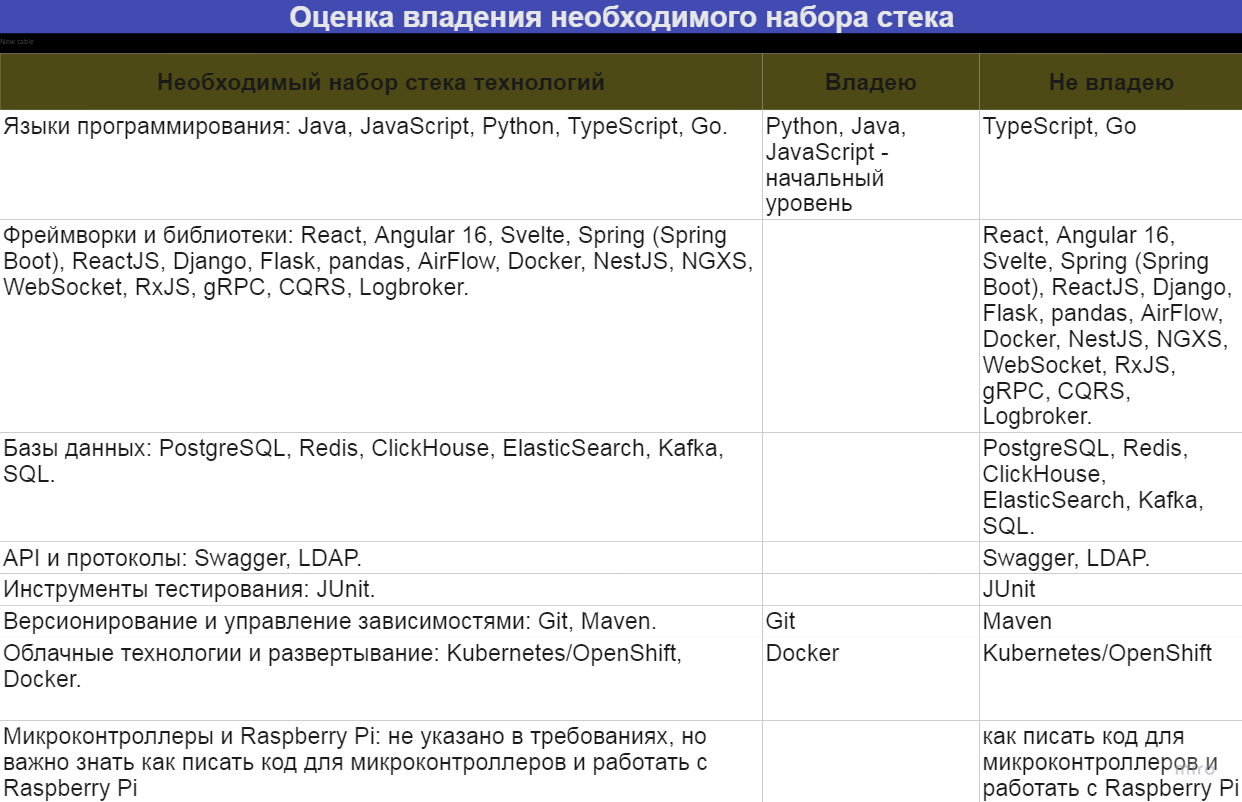 Оценка владения необходимого набора стека
New table
Необходимый набор стека технологий
Владею
Не владею
Языки программирования: Java, JavaScript, Python, TypeScript, Go.
Python, Java,
JavaScript -
начальный
уровень
TypeScript, Go
Фреймворки и библиотеки: React, Angular 16, Svelte, Spring (Spring
Boot), ReactJS, Django, Flask, pandas, AirFlow, Docker, NestJS, NGXS,
WebSocket, RxJS, gRPC, CQRS, Logbroker.
React, Angular 16,
Svelte, Spring (Spring
Boot), ReactJS, Django,
Flask, pandas, AirFlow,
Docker, NestJS, NGXS,
WebSocket, RxJS,
gRPC, CQRS,
Logbroker.
Базы данных: PostgreSQL, Redis, ClickHouse, ElasticSearch, Kafka,
SQL.
PostgreSQL, Redis,
ClickHouse,
ElasticSearch, Kafka,
SQL.
API и протоколы: Swagger, LDAP.
Swagger, LDAP.
Инструменты тестирования: JUnit.
JUnit
Версионирование и управление зависимостями: Git, Maven.
Git
Maven
Облачные технологии и развертывание: Kubernetes/OpenShift,
Docker.
Docker
Kubernetes/OpenShift
Микроконтроллеры и Raspberry Pi: не указано в требованиях, но
важно знать как писать код для микроконтроллеров и работать с
Raspberry Pi
как писать код для
микроконтроллеров и
работать с Raspberry Pi
miro